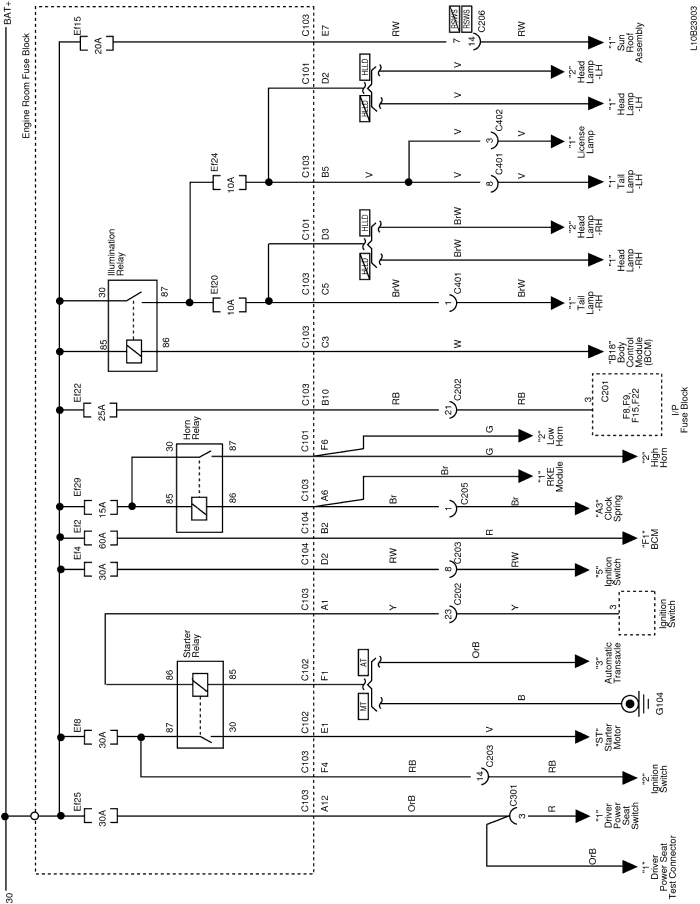 30
BAT+
Engine Room Fuse Block
Ef25
30A
Ef8
30A
Ef4
30A
Ef2
60A
Ef29
15A
Ef22
25A
Ef15
20A
Starter
Relay
87
86
30
85
Horn
Relay
85
30
86
87
Illumination
Relay
85
30
86
87
Ef20
10A
Ef24
10A
C103
A12
C103
F4
C102
E1
C102
F1
C103
A1
C104
D2
C104
B2
C103
A6
C101
F6
C103
B10
C103
C3
C103
C5
C101
D3
C103
B5
C101
D2
C103
E7
OrB
RB
MT
AT
Y
RW
Br
Br
RB
W
BrW
HLLD
HLLD
V
HLLD
HLLD
RW
RSWS
RSWS
14
C203
23
C202
8
C203
1
C205
21
C202
1
C401
8
C401
3
C402
7
14
C206
C301
3
OrB
R
RB
V
B
OrB
Y
RW
R
Br
G
G
RB
BrW
BrW
BrW
V
V
V
V
V
V
RW
"1"
Driver
Power Seat
Test Connector
"1"
Driver
Power
Seat
Switch
"2"
Ignition
Switch
"ST"
Starter
Motor
G104
"3"
Automatic
Transaxle
3
Ignition
Switch
"5"
Ignition
Switch
"F1"
BCM
"A3"
Clock
Spring
"1"
RKE
Module
"2"
High
Horn
"2"
Low
Horn
3
C201
F8,F9,
F15,F22
I/P
Fuse Block
"B18"
Body
Control
Module
(BCM)
"1"
Tail
Lamp
-RH
"1"
Head
Lamp
-RH
"2"
Head
Lamp
-RH
"1"
Tail
Lamp
-LH
"1"
License
Lamp
"1"
Head
Lamp
-LH
"2"
Head
Lamp
-LH
"1"
Sun
Roof
Assembly
L10B23003